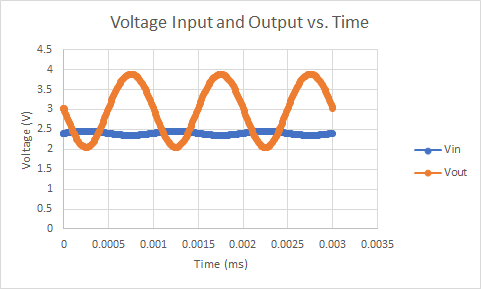 Voltage Input and Output vs. Time
4.5
4
3.5
3
2.5
2
1.5
1
0.5
0
Voltage (V)
0 0.0005 0.001 0.0015 0.002 0.0025 0.003 0.0035
Time (ms)
Vin
Vout